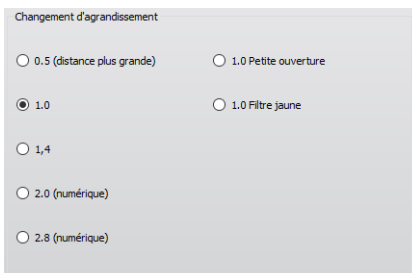 Changement d'agrandissement
0.5 (distance plus grande)
1.0 Petite ouverture
1.0
1.0 Filtre jaune
1,4
2.0 (numérique)
2.8 (numérique)